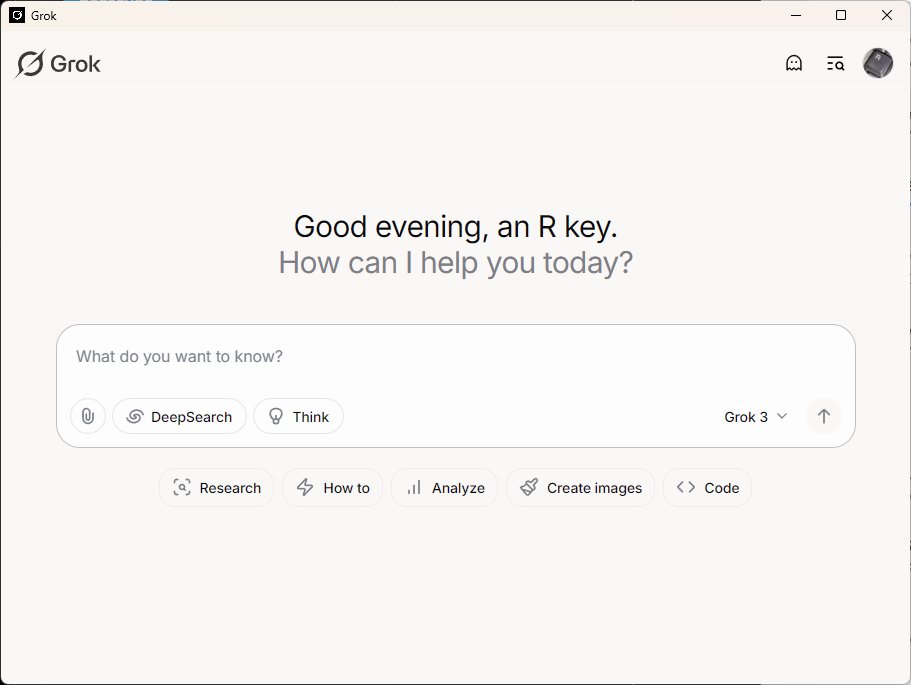 Grok
Grok
Good evening, an R key.
How can I help you today?
What do you want to know?
DeepSearch
Think
Grok 3
Research
How to
Analyze
Create images
Code